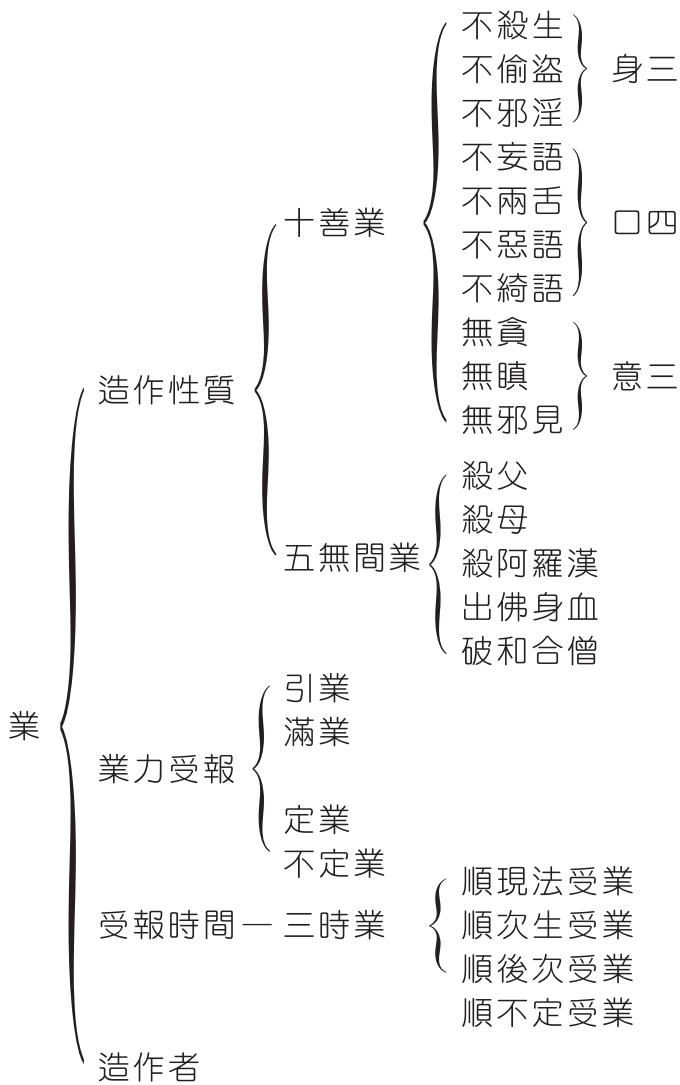 不殺生
不偷盜
不邪淫
身三
不妄語
不兩舌
不惡語
不綺語
口四
無貪
無瞋
無邪見
意三
十善業
造作性質
五無間業
殺父
殺母
殺阿羅漢
出佛身血
破和合僧
業
業力受報
引業
滿業
定業
不定業
受報時間 — 三時業
順現法受業
順次生受業
順後次受業
順不定受業
造作者